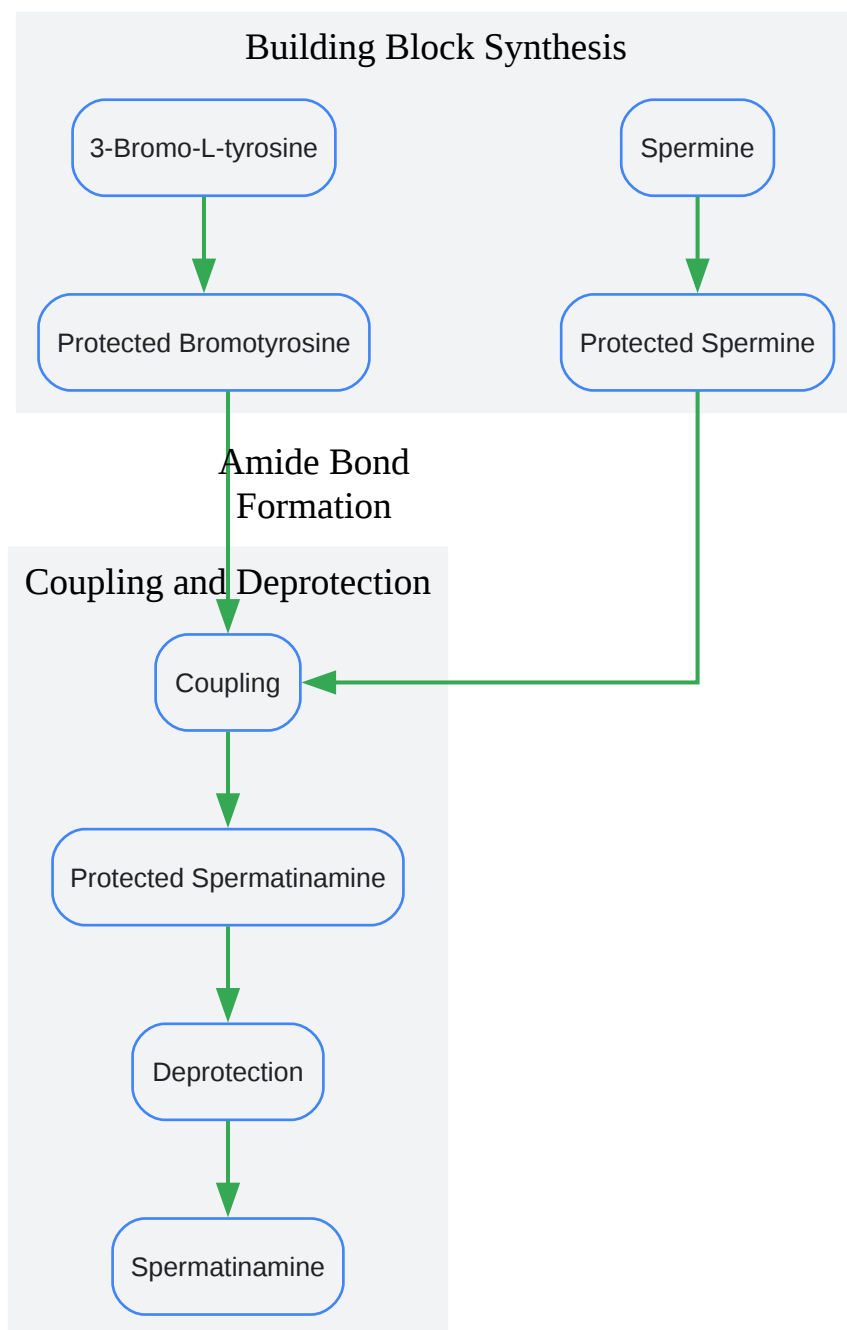 Building Block Synthesis
3-Bromo-L-tyrosine
Spermine
Protected Bromotyrosine
Protected Spermine
Amide Bond
Formation
Coupling and Deprotection
Coupling
Protected Spermatinamine
Deprotection
Spermatinamine